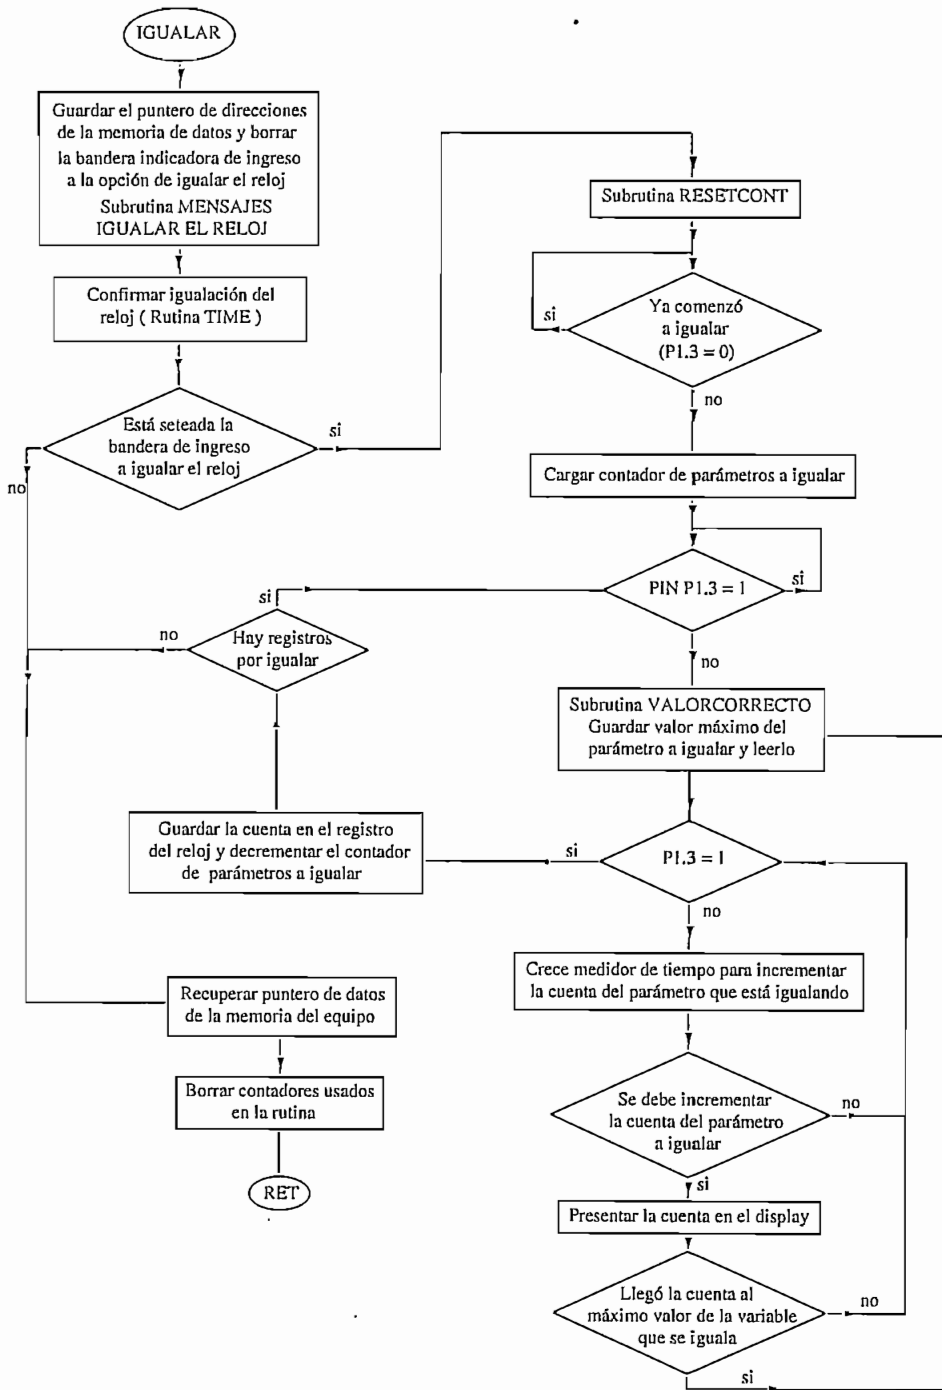 IGUALAR
Guardar el puntero de direcciones
de la memoria de datos y borrar
la bandera indicadora de ingreso
a la opción de igualar el reloj
Subrutina MENSAJES
IGUALAR EL RELOJ
Confirmar igualación del
reloj ( Rutina TIME )
Está seteada la
bandera de ingreso
a igualar el reloj
si
no
Subrutina RESETCONT
Ya comenzó
a igualar
(P1.3 = 0)
si
no
Cargar contador de parámetros a igualar
PIN P1.3 = 1
si
no
si
Hay registros
por igualar
no
Subrutina VALORCORRECTO
Guardar valor máximo del
parámetro a igualar y leerlo
Guardar la cuenta en el registro
del reloj y decrementar el contador
de parámetros a igualar
si
P1.3 = 1
no
Crece medidor de tiempo para incrementar
la cuenta del parámetro que está igualando
Recuperar puntero de datos
de la memoria del equipo
Borrar contadores usados
en la rutina
RET
Se debe incrementar
la cuenta del parámetro
a igualar
no
si
Presentar la cuenta en el display
Llegó la cuenta al
máximo valor de la variable
que se iguala
no
si